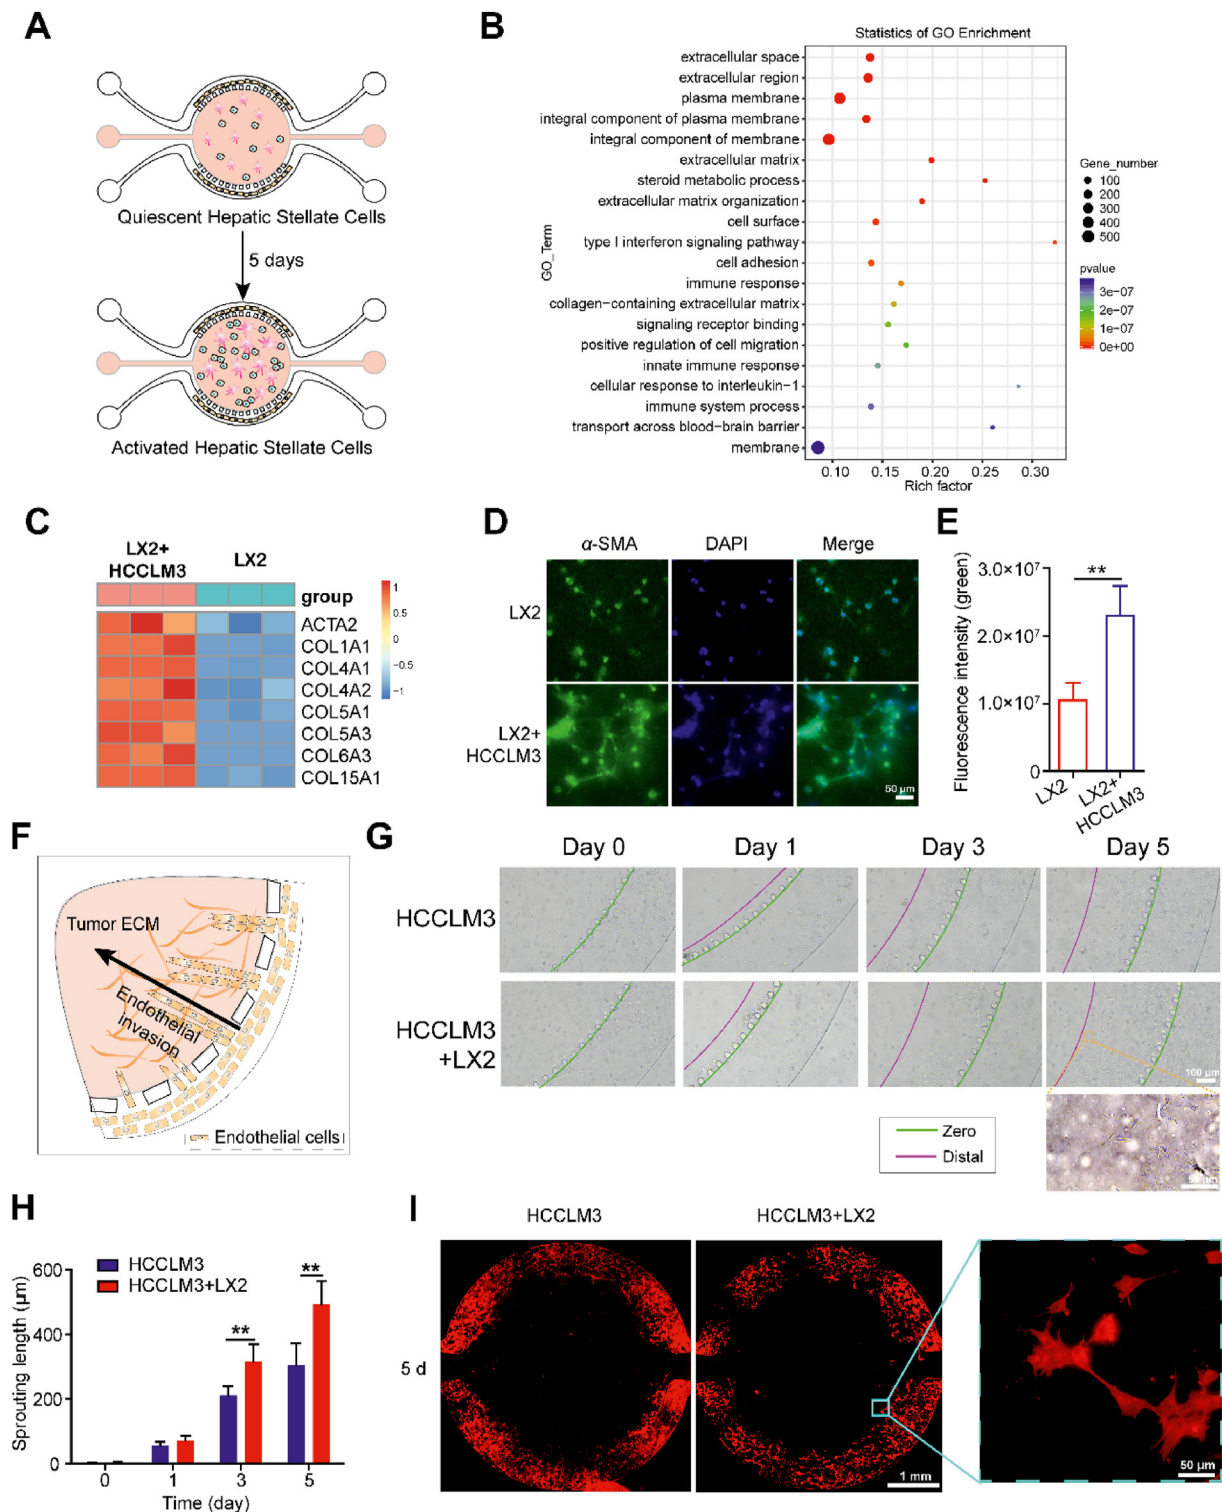 A
Quiescent Hepatic Stellate Cells
5 days
Activated Hepatic Stellate Cells
B
Statistics of GO Enrichment
GO_Term
extracellular space
extracellular region
plasma membrane
integral component of plasma membrane
integral component of membrane
extracellular matrix
steroid metabolic process
extracellular matrix organization
cell surface
type I interferon signaling pathway
cell adhesion
immune response
collagen−containing extracellular matrix
signaling receptor binding
positive regulation of cell migration
innate immune response
cellular response to interleukin−1
immune system process
transport across blood−brain barrier
membrane
0.10 0.15 0.20 0.25 0.30
Rich factor
Gene_number
100
200
300
400
500
pvalue
3e−07
2e−07
1e−07
0e+00
C
LX2+
HCCLM3
LX2
group
ACTA2
COL1A1
COL4A1
COL4A2
COL5A1
COL5A3
COL6A3
COL15A1
1
0.5
0
−0.5
−1
D
α-SMA DAPI Merge
LX2
LX2+
HCCLM3
50 µm
E
Fluorescence intensity (green)
3.0×10⁷
2.0×10⁷
1.0×10⁷
0
**
LX2
LX2+
HCCLM3
F
Tumor ECM
Endothelial
invasion
Endothelial cells
G
Day 0 Day 1 Day 3 Day 5
HCCLM3
HCCLM3
+LX2
100 µm
Zero
Distal
H
HCCLM3
HCCLM3+LX2
Sprouting length (µm)
600
400
200
0
**
**
0 1 3 5
Time (day)
I
HCCLM3 HCCLM3+LX2
5 d
1 mm
50 µm